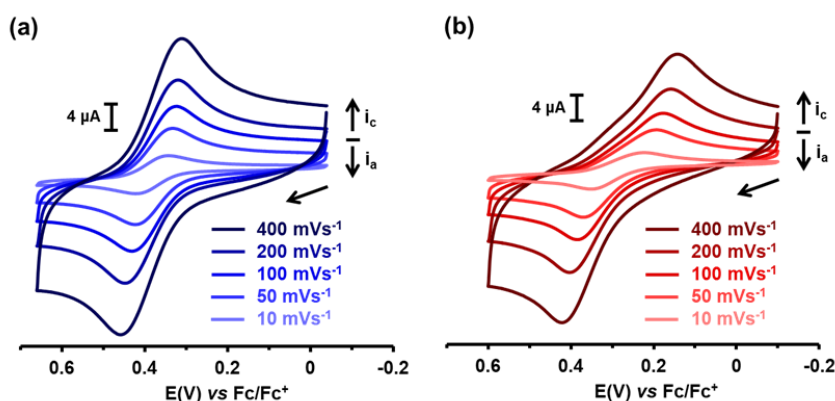 (a)
4 µA
i_c
i_a
400 mVs⁻¹
200 mVs⁻¹
100 mVs⁻¹
50 mVs⁻¹
10 mVs⁻¹
0.6 0.4 0.2 0 -0.2
E(V) vs Fc/Fc⁺
(b)
4 µA
i_c
i_a
400 mVs⁻¹
200 mVs⁻¹
100 mVs⁻¹
50 mVs⁻¹
10 mVs⁻¹
0.6 0.4 0.2 0 -0.2
E(V) vs Fc/Fc⁺